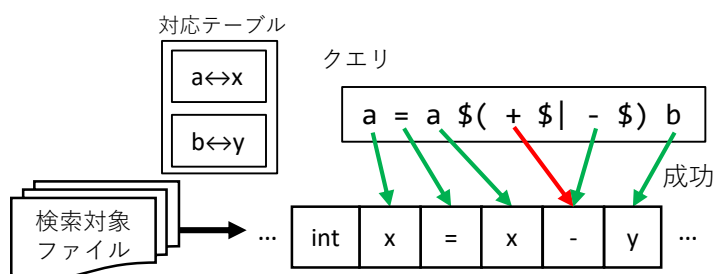 対応テーブル
a↔x
b↔y
クエリ
a = a $( + $| - $) b
成功
検索対象
ファイル
… int x = x - y …